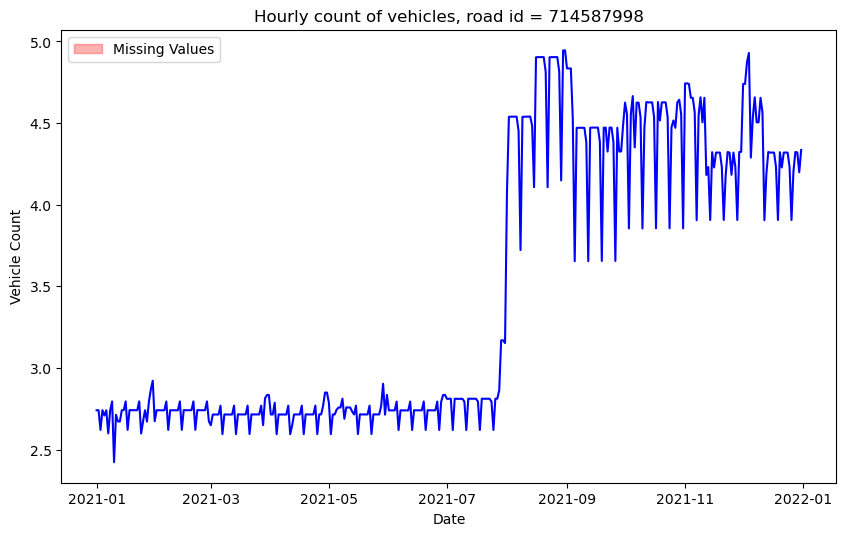 Hourly count of vehicles, road id = 714587998
Missing Values
Vehicle Count
5.0
4.5
4.0
3.5
3.0
2.5
2021-01 2021-03 2021-05 2021-07 2021-09 2021-11 2022-01
Date